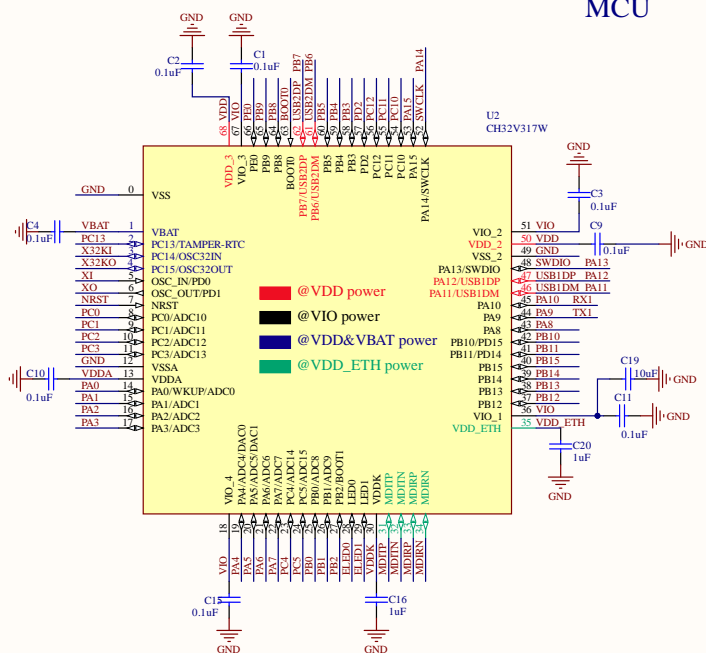 MCU
GND
GND
C2
0.1uF
C1
0.1uF
68 VDD
67 VIO
66 PE0
65 PB9
64 PB8
63 BOOT0
62 USB2DP PB7
61 USB2DM PB6
60 PB5
59 PB4
58 PB3
57 PD2
56 PC12
55 PC11
54 PC10
53 PA15
52 SWCLK PA14
U2
CH32V317W
VDD_3
VIO_3
PE0
PB9
PB8
BOOT0
PB7/USB2DP
PB6/USB2DM
PB5
PB4
PB3
PD2
PC12
PC11
PC10
PA15
PA14/SWCLK
GND 0 VSS
C4
0.1uF
VBAT 1 VBAT
PC13 2 PC13/TAMPER-RTC
X32KI 3 PC14/OSC32IN
X32KO 4 PC15/OSC32OUT
XI 5 OSC_IN/PD0
XO 6 OSC_OUT/PD1
NRST 7 NRST
PC0 8 PC0/ADC10
PC1 9 PC1/ADC11
PC2 10 PC2/ADC12
PC3 11 PC3/ADC13
GND 12 VSSA
C10
0.1uF
VDDA 13 VDDA
PA0 14 PA0/WKUP/ADC0
PA1 15 PA1/ADC1
PA2 16 PA2/ADC2
PA3 17 PA3/ADC3
@VDD power
@VIO power
@VDD&VBAT power
@VDD_ETH power
GND
C3
0.1uF
VIO_2 51 VIO
VDD_2 50 VDD
C9
0.1uF
GND
VSS_2 49 GND
PA13/SWDIO 48 SWDIO PA13
PA12/USB1DP 47 USB1DP PA12
PA11/USB1DM 46 USB1DM PA11
PA10 45 PA10 RX1
PA9 44 PA9 TX1
PA8 43 PA8
PB10/PD15 42 PB10
PB11/PD14 41 PB11
PB15 40 PB15
PB14 39 PB14
PB13 38 PB13
PB12 37 PB12
VIO_1 36 VIO
VDD_ETH 35 VDD_ETH
C19
10uF
GND
C11
0.1uF
GND
C20
1uF
GND
VIO_4
PA4/ADC4/DAC0
PA5/ADC5/DAC1
PA6/ADC6
PA7/ADC7
PC4/ADC14
PC5/ADC15
PB0/ADC8
PB1/ADC9
PB2/BOOT1
LED0
LED1
VDDK
MDITP
MDITN
MDIRP
MDIRN
18 VIO
19 PA4
20 PA5
21 PA6
22 PA7
23 PC4
24 PC5
25 PB0
26 PB1
27 PB2
28 ELED0
29 ELED1
30 VDDK
31 MDITP
32 MDITN
33 MDIRP
34 MDIRN
C15
0.1uF
GND
C16
1uF
GND